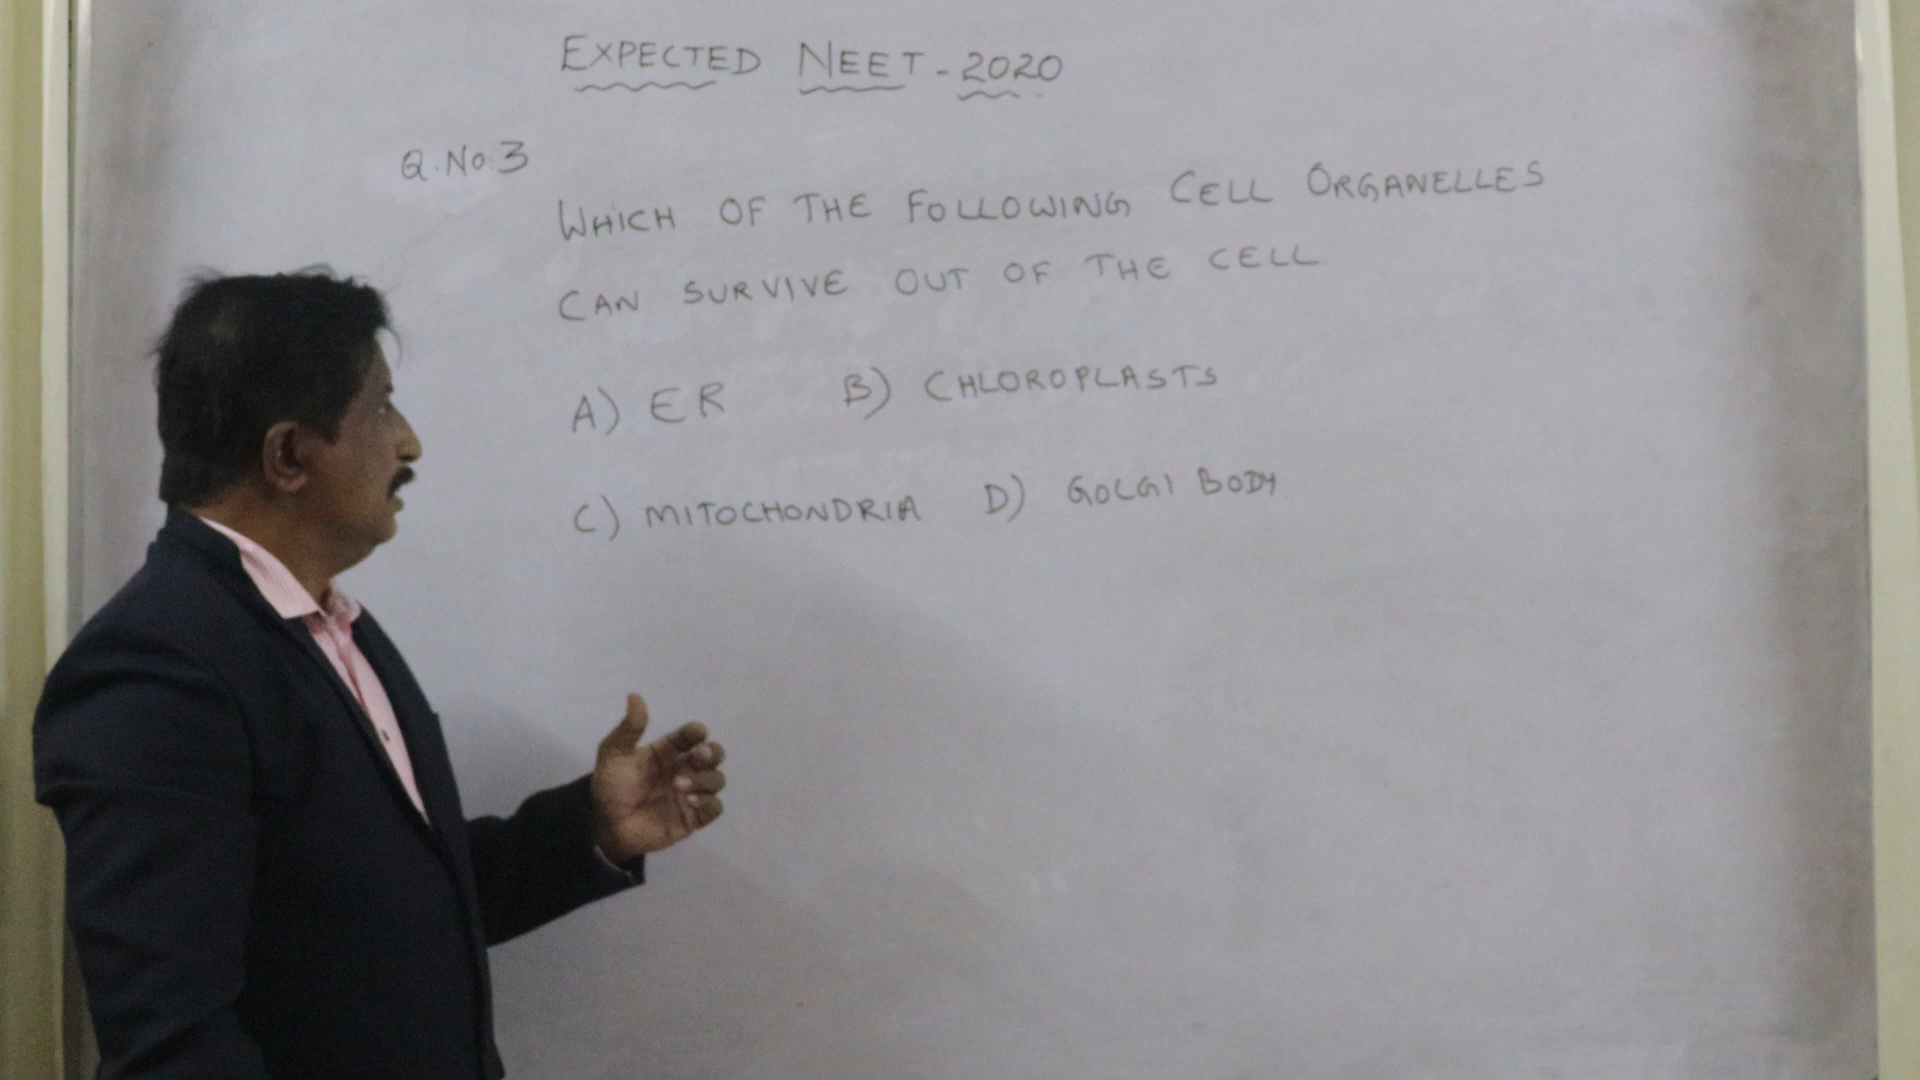 EXPECTED NEET-2020
Q.No.3
WHICH OF THE FOLLOWING CELL ORGANELLES
CAN SURVIVE OUT OF THE CELL
A) ER B) CHLOROPLASTS
C) MITOCHONDRIA D) GOLGI BODY